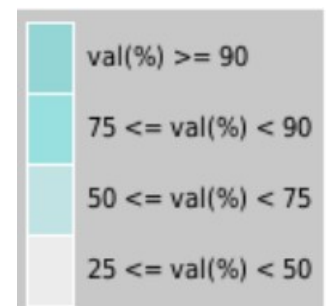 val(%) >= 90
75 <= val(%) < 90
50 <= val(%) < 75
25 <= val(%) < 50